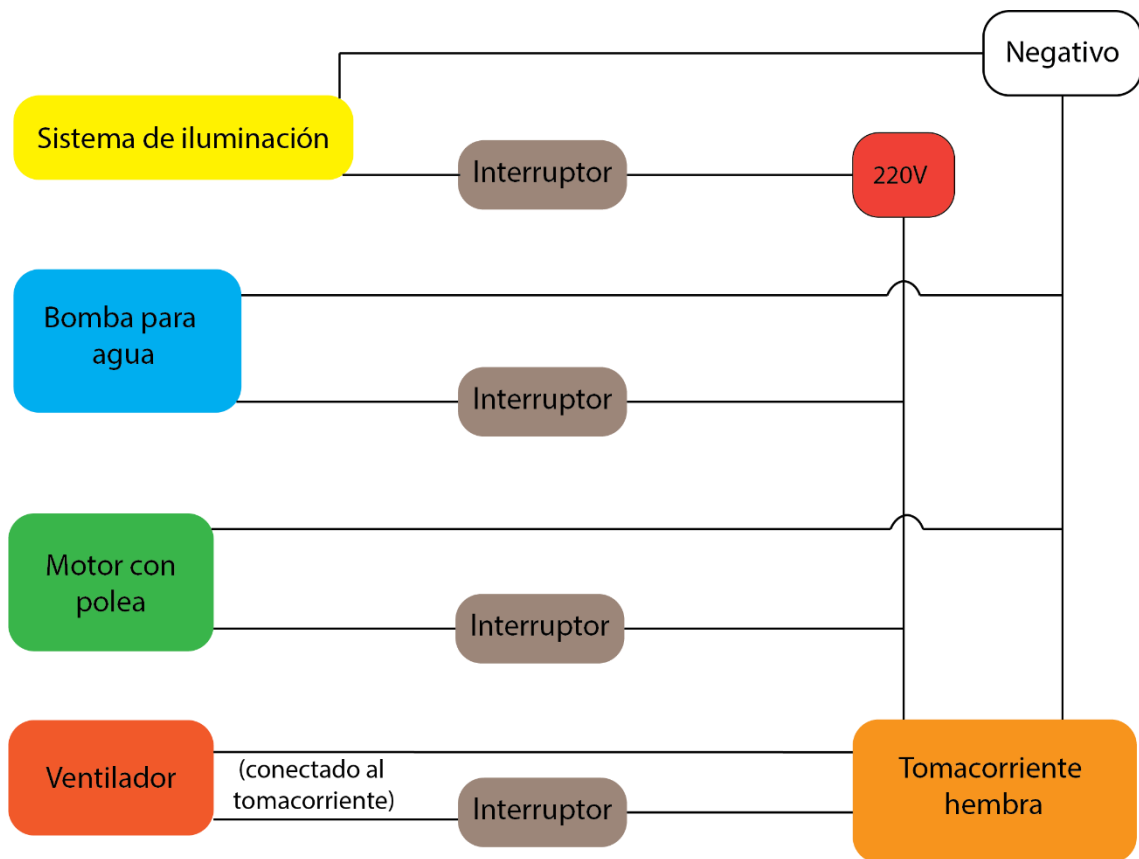 Negativo
Sistema de iluminación
Interruptor
220V
Bomba para
agua
Interruptor
Motor con
polea
Interruptor
Ventilador
(conectado al
tomacorriente)
Interruptor
Tomacorriente
hembra